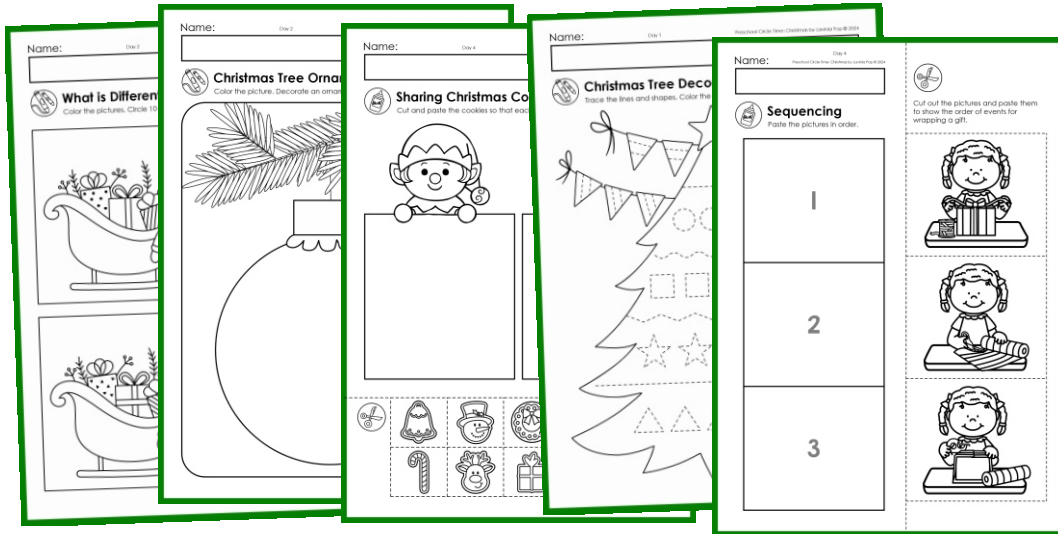 Name:
Day 2
What is Differen
Color the pictures. Circle 10
Name:
Day 2
Christmas Tree Ornar
Color the picture. Decorate an ornam
Name:
Day 4
Sharing Christmas Co
Cut and paste the cookies so that each
Name:
Day 1
Preschool Circle Time: Christmas by Lavinia Pop © 2024
Christmas Tree Deco
Trace the lines and shapes. Color the
Name:
Day 4
Preschool Circle Time: Christmas by Lavinia Pop © 2024
Sequencing
Paste the pictures in order.
1
2
3
Cut out the pictures and paste them
to show the order of events for
wrapping a gift.